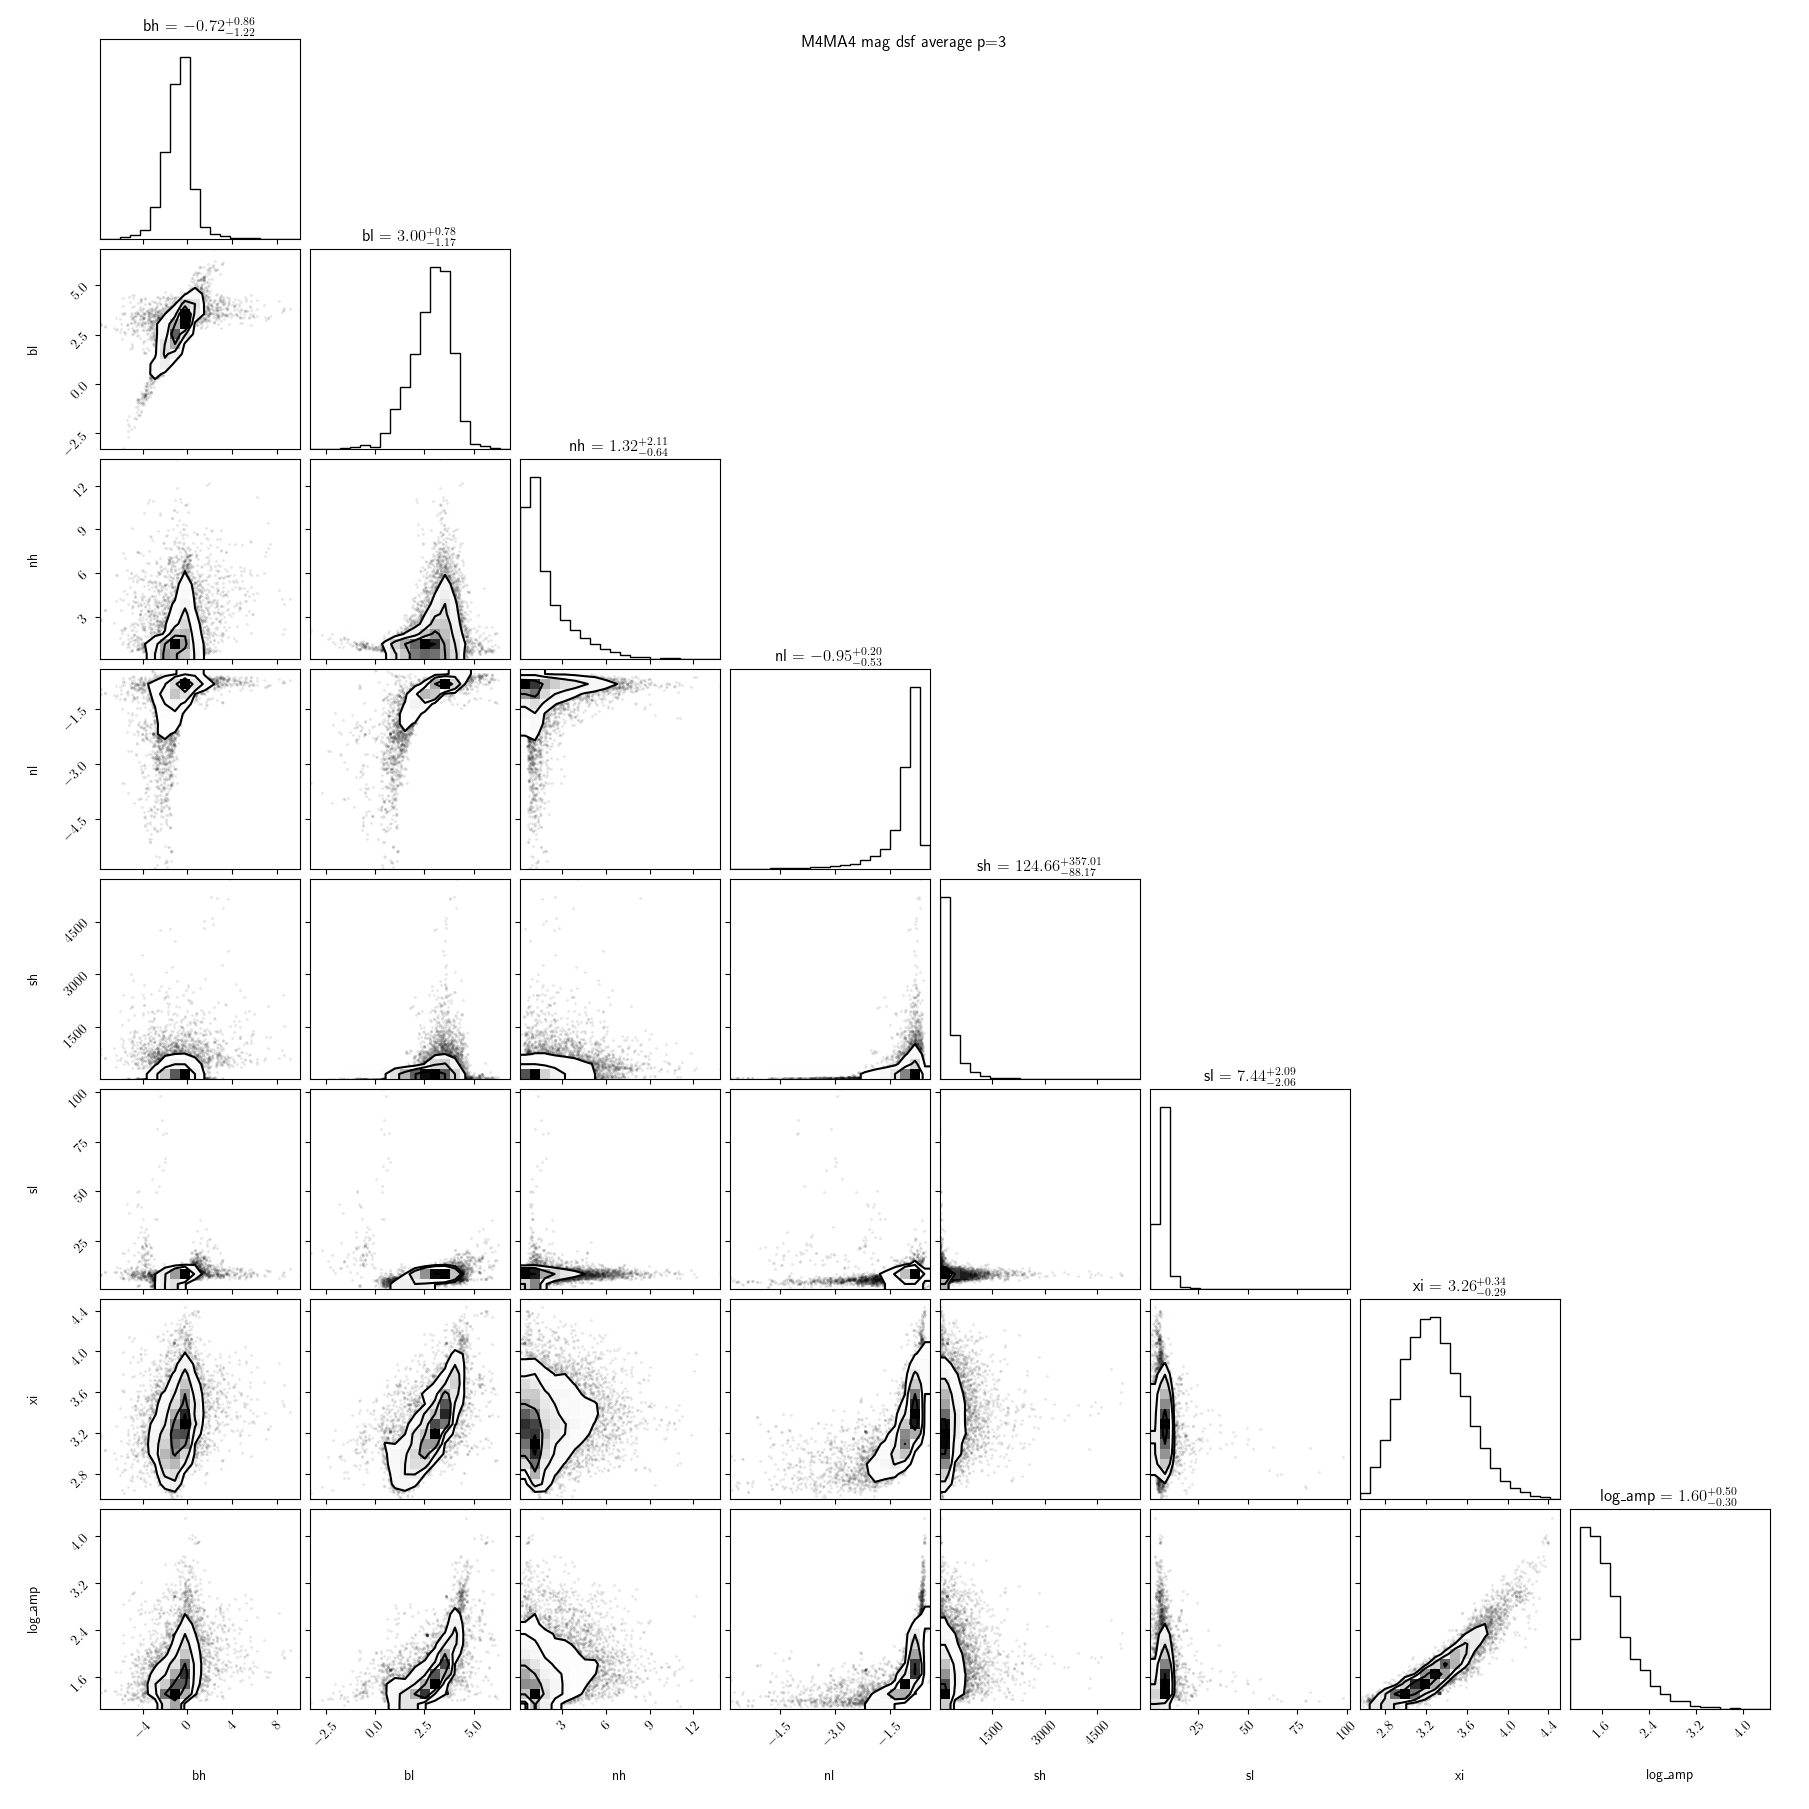 M4MA4 mag dsf average p=3
bh = −0.72^{+0.86}_{−1.22}
bl = 3.00^{+0.78}_{−1.17}
5.0
2.5
0.0
−2.5
bl
nh = 1.32^{+2.11}_{−0.64}
12
9
6
3
nh
nl = −0.95^{+0.20}_{−0.53}
−1.5
−3.0
−4.5
nl
sh = 124.66^{+357.01}_{−88.17}
4500
3000
1500
sh
sl = 7.44^{+2.09}_{−2.06}
100
75
50
25
sl
xi = 3.26^{+0.34}_{−0.29}
4.4
4.0
3.6
3.2
2.8
xi
log_amp = 1.60^{+0.50}_{−0.30}
4.0
3.2
2.4
1.6
log_amp
−4 0 4 8
−2.5 0.0 2.5 5.0
3 6 9 12
−4.5 −3.0 −1.5
1500 3000 4500
25 50 75 100
2.8 3.2 3.6 4.0 4.4
1.6 2.4 3.2 4.0
bh bl nh nl sh sl xi log_amp